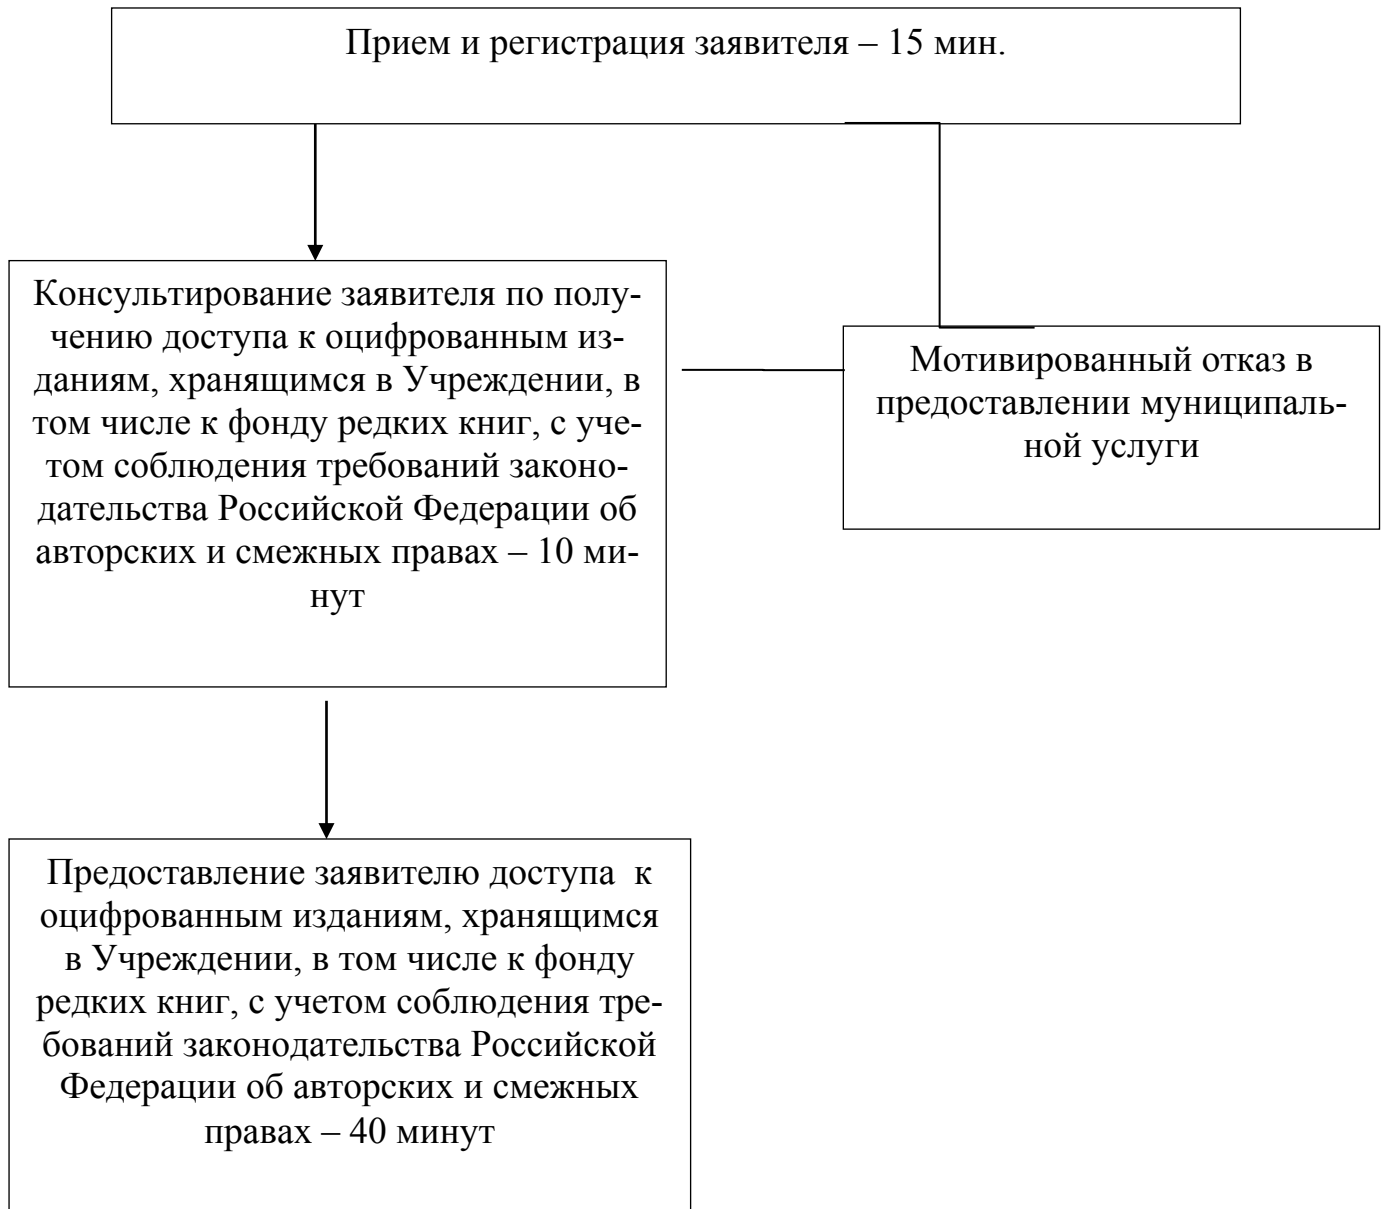 Прием и регистрация заявителя – 15 мин.
Консультирование заявителя по полу-
чению доступа к оцифрованным из-
даниям, хранящимся в Учреждении, в
том числе к фонду редких книг, с уче-
том соблюдения требований законо-
дательства Российской Федерации об
авторских и смежных правах – 10 ми-
нут
Мотивированный отказ в
предоставлении муниципаль-
ной услуги
Предоставление заявителю доступа  к
оцифрованным изданиям, хранящимся
в Учреждении, в том числе к фонду
редких книг, с учетом соблюдения тре-
бований законодательства Российской
Федерации об авторских и смежных
правах – 40 минут